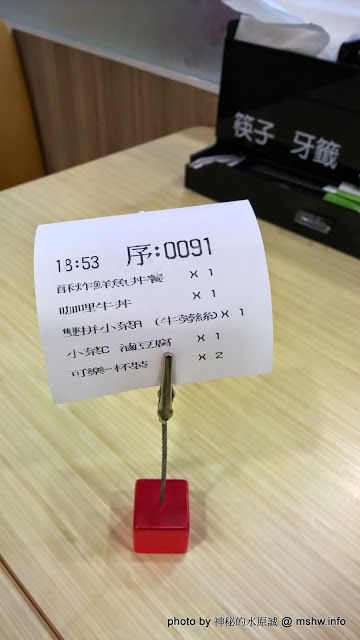 筷子 牙籤
18:53 序:0091
酥炸鮮魚丼餐 X 1
咖哩牛丼 X 1
雙拼小菜A (牛蒡絲) X 1
小菜C 滷豆腐 X 1
可樂-杯裝 X 2
photo by 神秘的水原誠 @ mshw.info